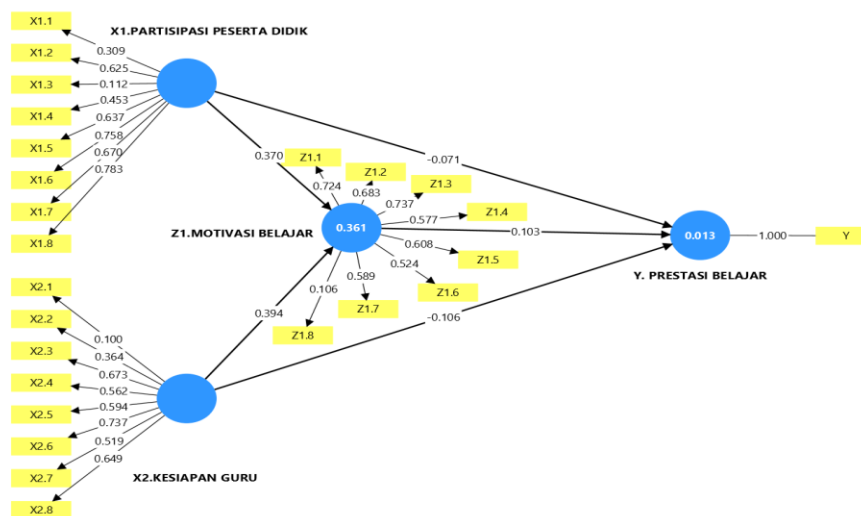 X1.PARTISIPASI PESERTA DIDIK
X1.1
X1.2
X1.3
X1.4
X1.5
X1.6
X1.7
X1.8
0.309
0.625
0.112
0.453
0.637
0.758
0.670
0.783
0.370
-0.071
Z1.1
Z1.2
Z1.3
Z1.4
Z1.5
Z1.6
Z1.7
Z1.8
0.724
0.683
0.737
0.577
0.608
0.524
0.589
0.106
Z1.MOTIVASI BELAJAR
0.361
0.103
0.013
1.000
Y
Y. PRESTASI BELAJAR
0.394
-0.106
X2.1
X2.2
X2.3
X2.4
X2.5
X2.6
X2.7
X2.8
0.100
0.364
0.673
0.562
0.594
0.737
0.519
0.649
X2.KESIAPAN GURU